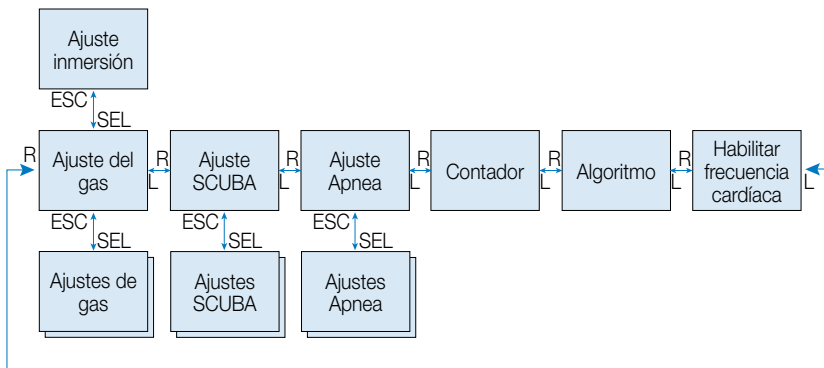 Ajuste
inmersión
ESC
SEL
R
Ajuste del
gas
R
L
Ajuste
SCUBA
R
L
Ajuste
Apnea
R
L
Contador
R
L
Algoritmo
R
L
Habilitar
frecuencia
cardíaca
L
ESC
SEL
ESC
SEL
ESC
SEL
Ajustes de
gas
Ajustes
SCUBA
Ajustes
Apnea